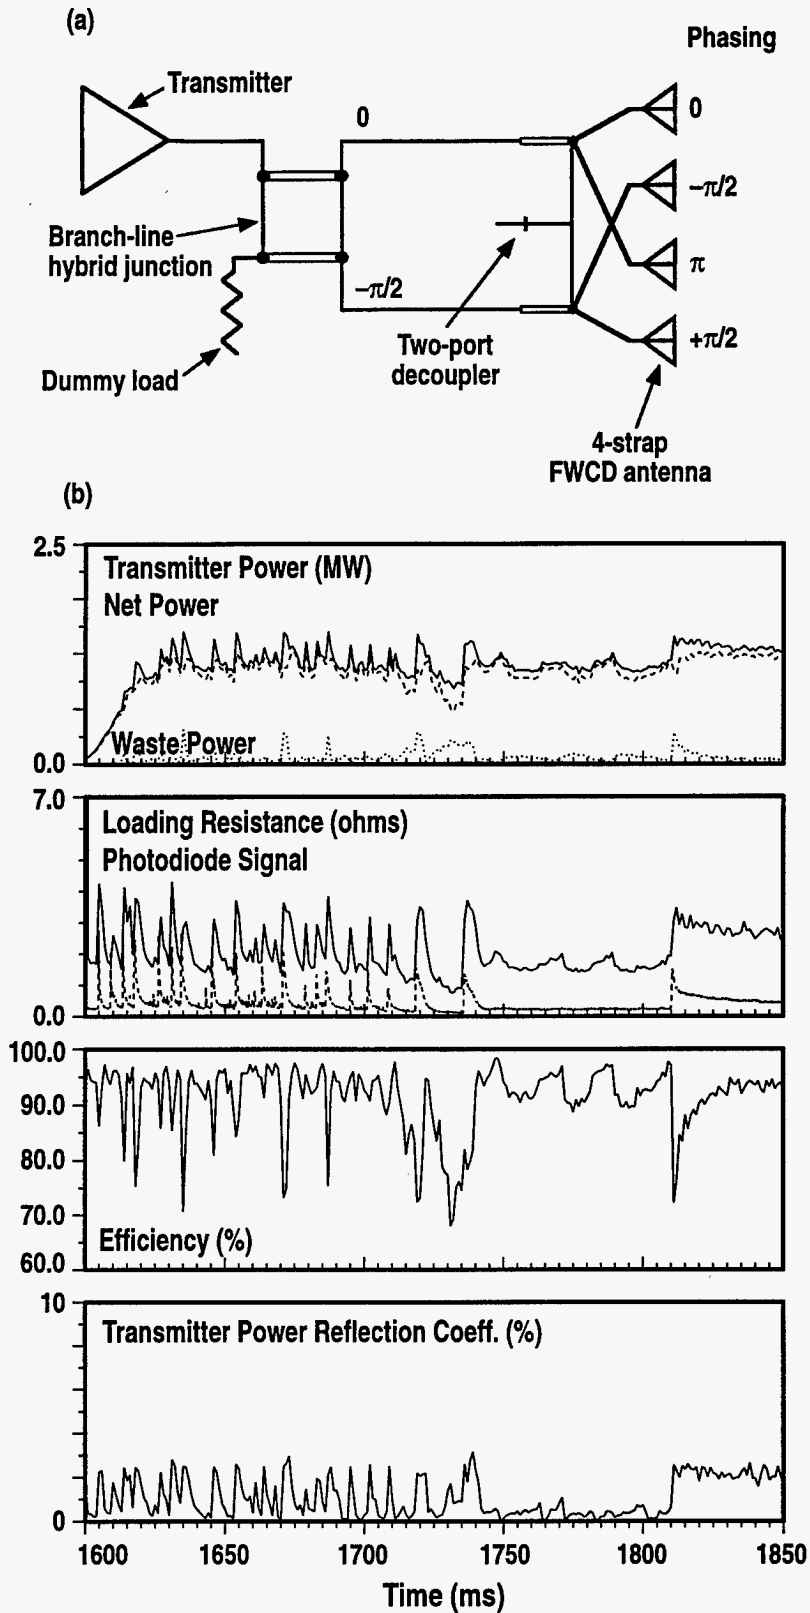 (a)
Phasing
Transmitter
0
0
−π/2
Branch-line
hybrid junction
π
−π/2
Two-port
decoupler
+π/2
Dummy load
4-strap
FWCD antenna
(b)
2.5
Transmitter Power (MW)
Net Power
Waste Power
0.0
7.0
Loading Resistance (ohms)
Photodiode Signal
0.0
100.0
90.0
80.0
70.0
Efficiency (%)
60.0
10
Transmitter Power Reflection Coeff. (%)
0
1600 1650 1700 1750 1800 1850
Time (ms)